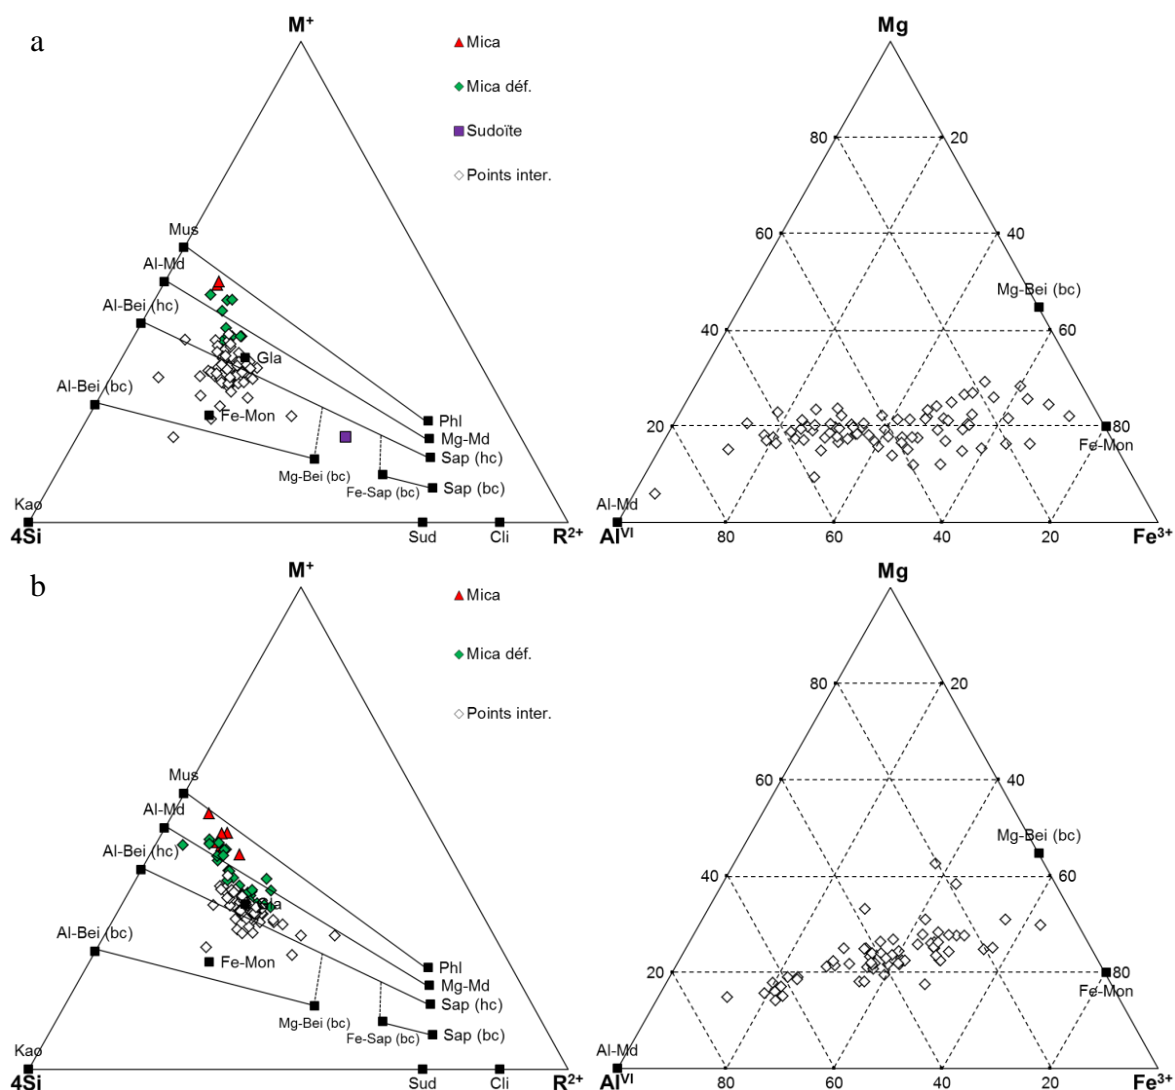 a
M⁺
Mica
Mica déf.
Sudoïte
Points inter.
Mus
Al-Md
Al-Bei (hc)
Al-Bei (bc)
Gla
Fe-Mon
Phl
Mg-Md
Sap (hc)
Mg-Bei (bc)
Fe-Sap (bc)
Sap (bc)
Kao
4Si
Sud
Cli
R²⁺
Mg
80
20
60
40
Mg-Bei (bc)
40
60
20
80
Fe-Mon
Al-Md
Alⱽᴵ
80
60
40
20
Fe³⁺
b
M⁺
Mica
Mica déf.
Points inter.
Mus
Al-Md
Al-Bei (hc)
Al-Bei (bc)
Gla
Fe-Mon
Phl
Mg-Md
Sap (hc)
Mg-Bei (bc)
Fe-Sap (bc)
Sap (bc)
Kao
4Si
Sud
Cli
R²⁺
Mg
80
20
60
40
Mg-Bei (bc)
40
60
20
80
Fe-Mon
Al-Md
Alⱽᴵ
80
60
40
20
Fe³⁺